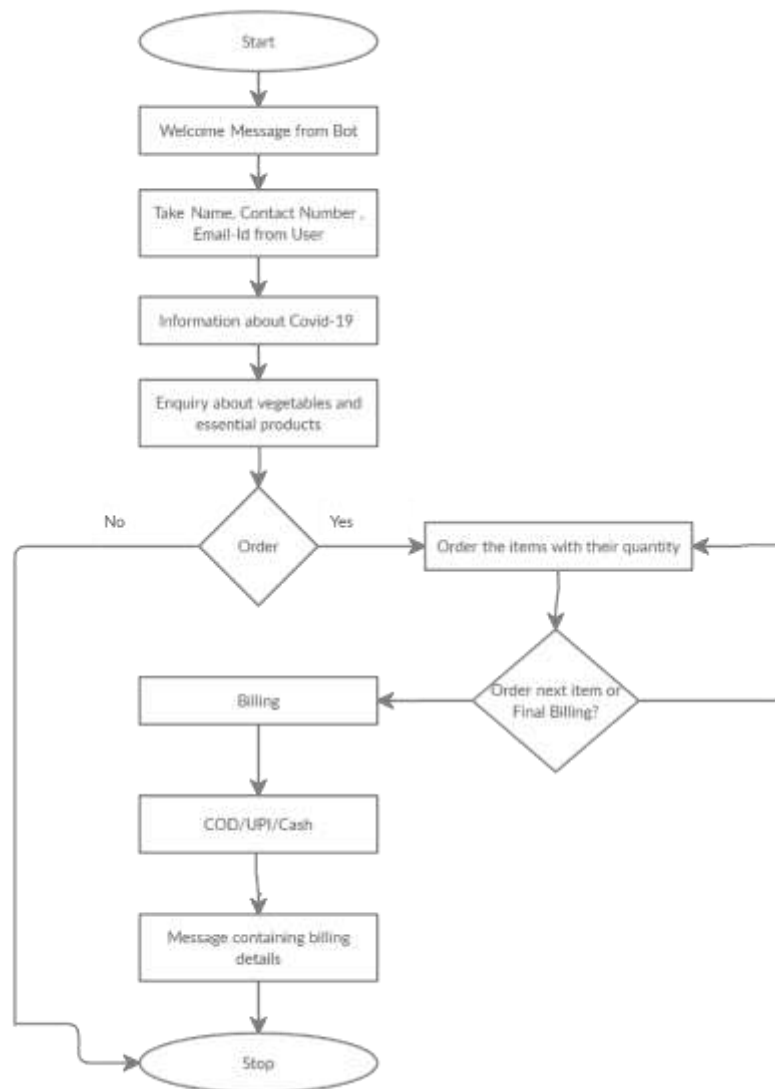 Start
Welcome Message from Bot
Take Name, Contact Number ,
Email-Id from User
Information about Covid-19
Enquiry about vegetables and
essential products
No
Yes
Order
Order the items with their quantity
Order next item or
Final Billing?
Billing
COD/UPI/Cash
Message containing billing
details
Stop